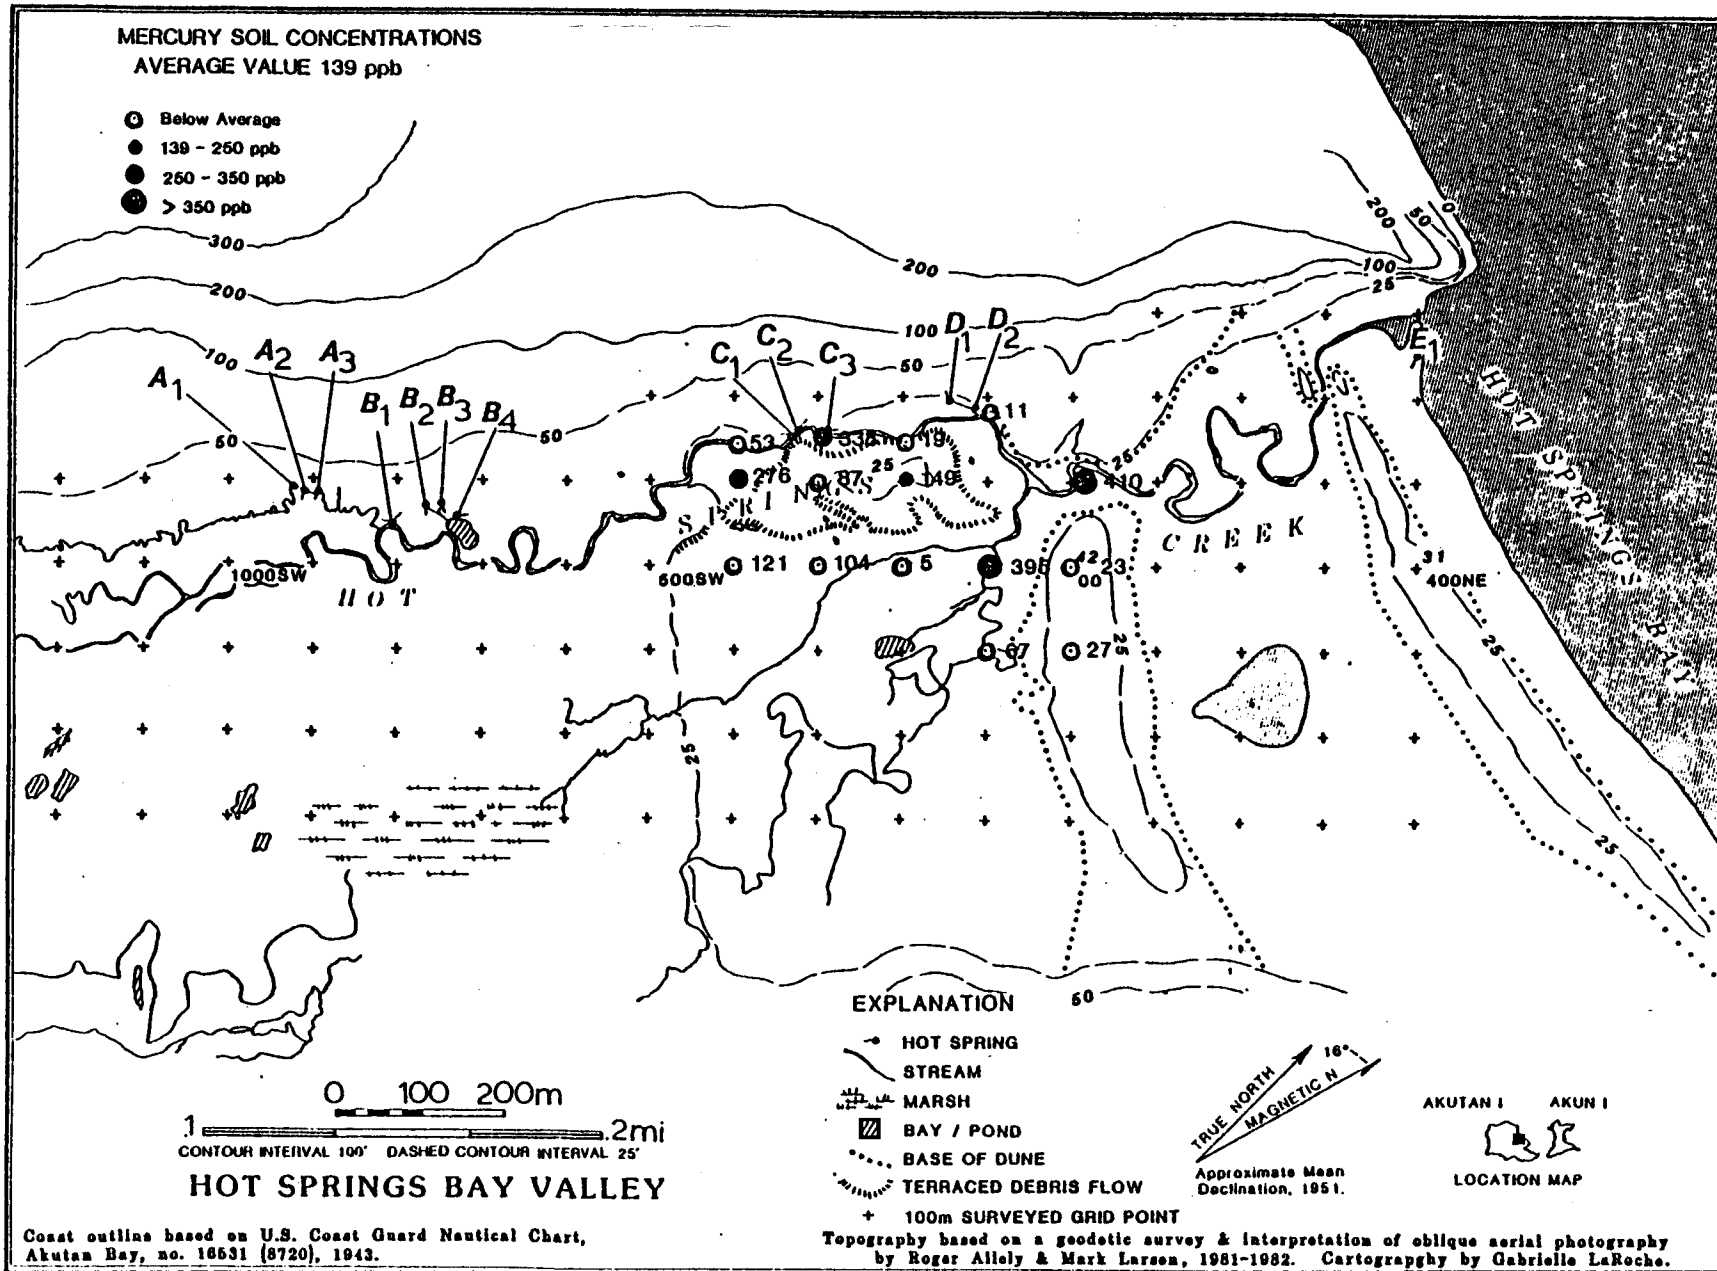 MERCURY SOIL CONCENTRATIONS
AVERAGE VALUE 139 ppb
Below Average
139 - 250 ppb
250 - 350 ppb
> 350 ppb
300
200
100
50
200
100
50
50
200
50
0
100
25
A1
A2
A3
B1
B2
B3
B4
C1
C2
C3
D1
D2
E1
11
53
19
276
87
25
149
410
25
121
104
5
395
23
42
00
67
27
25
1000SW
500SW
31
400NE
25
25
25
50
HOT
SPRINGS
CREEK
HOT SPRINGS BAY
0 100 200m
.1 .2mi
CONTOUR INTERVAL 100' DASHED CONTOUR INTERVAL 25'
HOT SPRINGS BAY VALLEY
EXPLANATION
HOT SPRING
STREAM
MARSH
BAY / POND
BASE OF DUNE
TERRACED DEBRIS FLOW
+ 100m SURVEYED GRID POINT
TRUE NORTH
MAGNETIC N
16°
Approximate Mean
Declination, 1951.
AKUTAN I AKUN I
LOCATION MAP
Coast outline based on U.S. Coast Guard Nautical Chart,
Akutan Bay, no. 16531 (8720), 1943.
Topography based on a geodetic survey & interpretation of oblique aerial photography
by Roger Allely & Mark Larsen, 1981-1982. Cartograpghy by Gabrielle LaRoche.